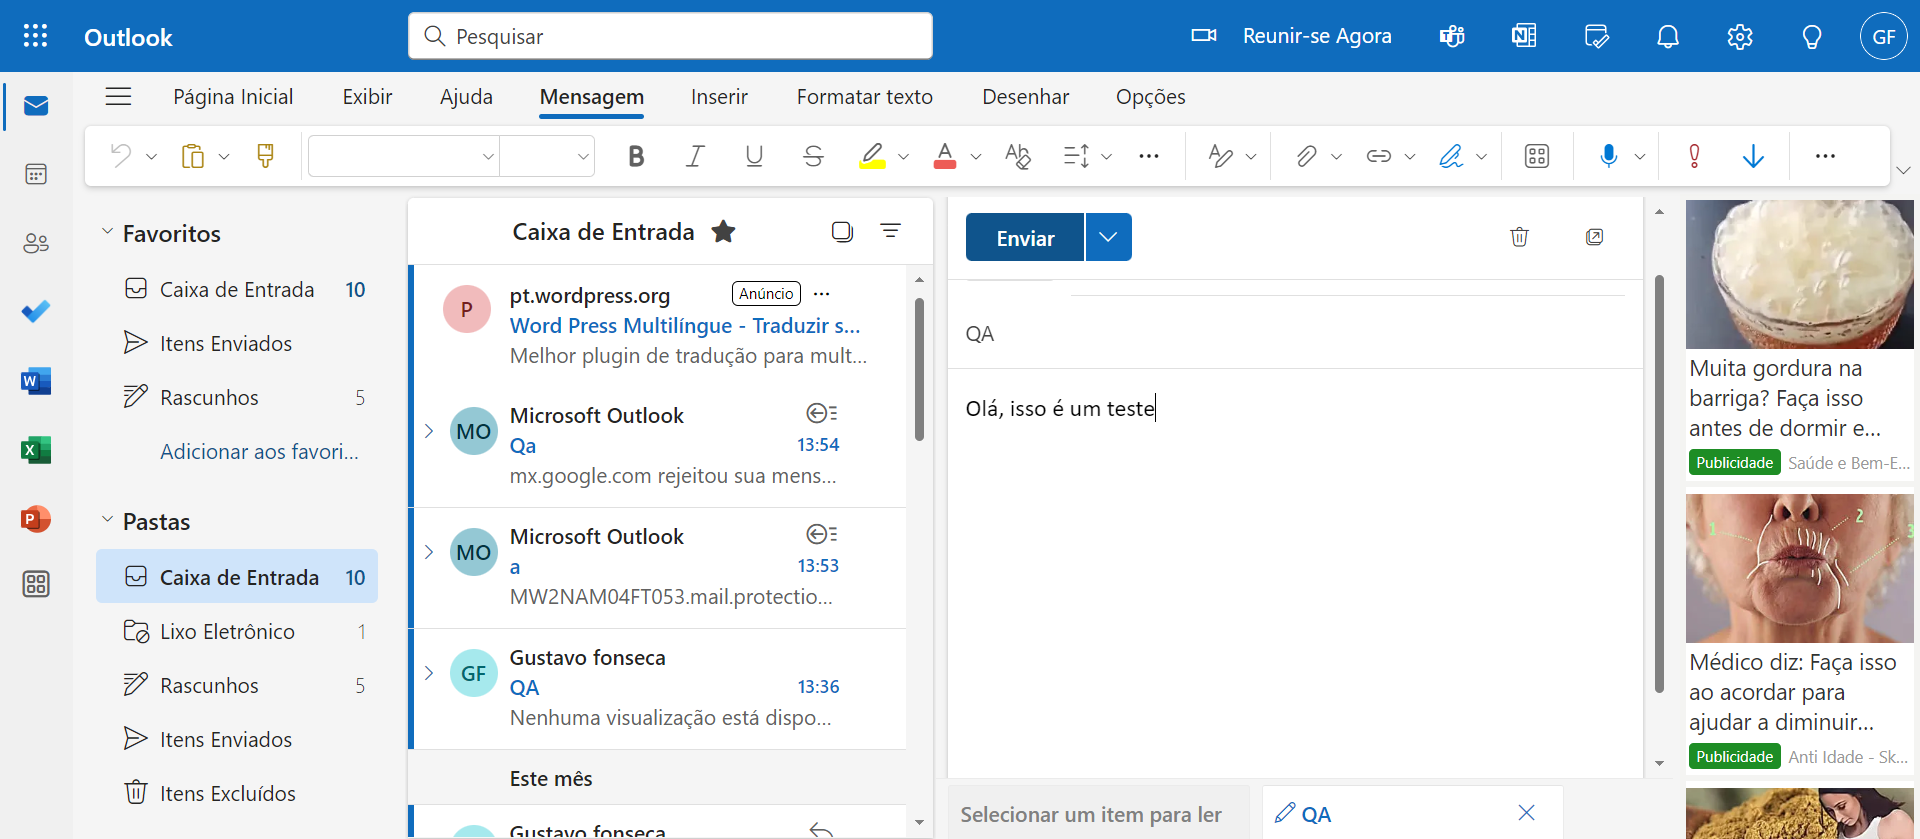 Outlook
Pesquisar
Reunir-se Agora
GF
Página Inicial
Exibir
Ajuda
Mensagem
Inserir
Formatar texto
Desenhar
Opções
Favoritos
Caixa de Entrada 10
Itens Enviados
Rascunhos 5
Adicionar aos favori...
Pastas
Caixa de Entrada 10
Lixo Eletrônico 1
Rascunhos 5
Itens Enviados
Itens Excluídos
Caixa de Entrada
P
pt.wordpress.org Anúncio
Word Press Multilíngue - Traduzir s...
Melhor plugin de tradução para mult...
MO
Microsoft Outlook
Qa 13:54
mx.google.com rejeitou sua mens...
MO
Microsoft Outlook
a 13:53
MW2NAM04FT053.mail.protectio...
GF
Gustavo fonseca
QA 13:36
Nenhuma visualização está dispo...
Este mês
Gustavo fonseca
Enviar
QA
Olá, isso é um teste
Selecionar um item para ler
QA
Muita gordura na
barriga? Faça isso
antes de dormir e...
Publicidade Saúde e Bem-E...
1
2
3
Médico diz: Faça isso
ao acordar para
ajudar a diminuir...
Publicidade Anti Idade - Sk...